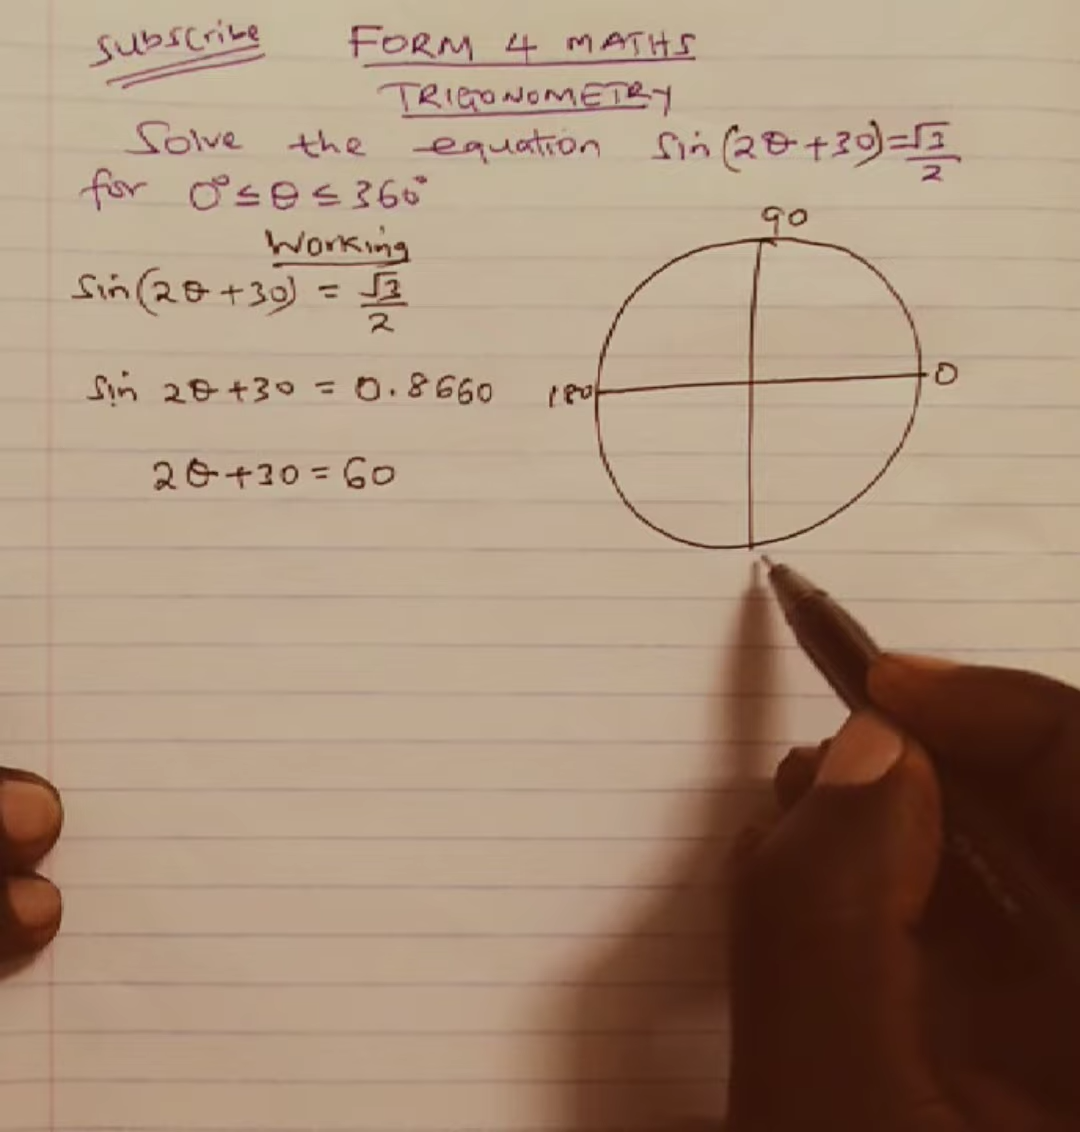 Subscribe FORM 4 MATHS
TRIGONOMETRY
Solve the equation Sin(2θ+30)=√3/2
for 0°≤θ≤360°
Working
Sin(2θ+30) = √3/2
Sin 2θ+30 = 0.8660
2θ+30=60
90
180
0